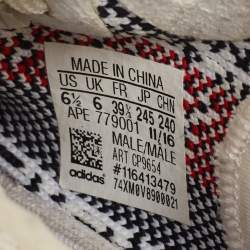 MADE IN CHINA
US UK FR JP CHN
6½ 6 39⅓ 245 240
APE 779001 11/16
MALE/MALE
ART CP9654
#116413479
adidas 74XM0V8900021